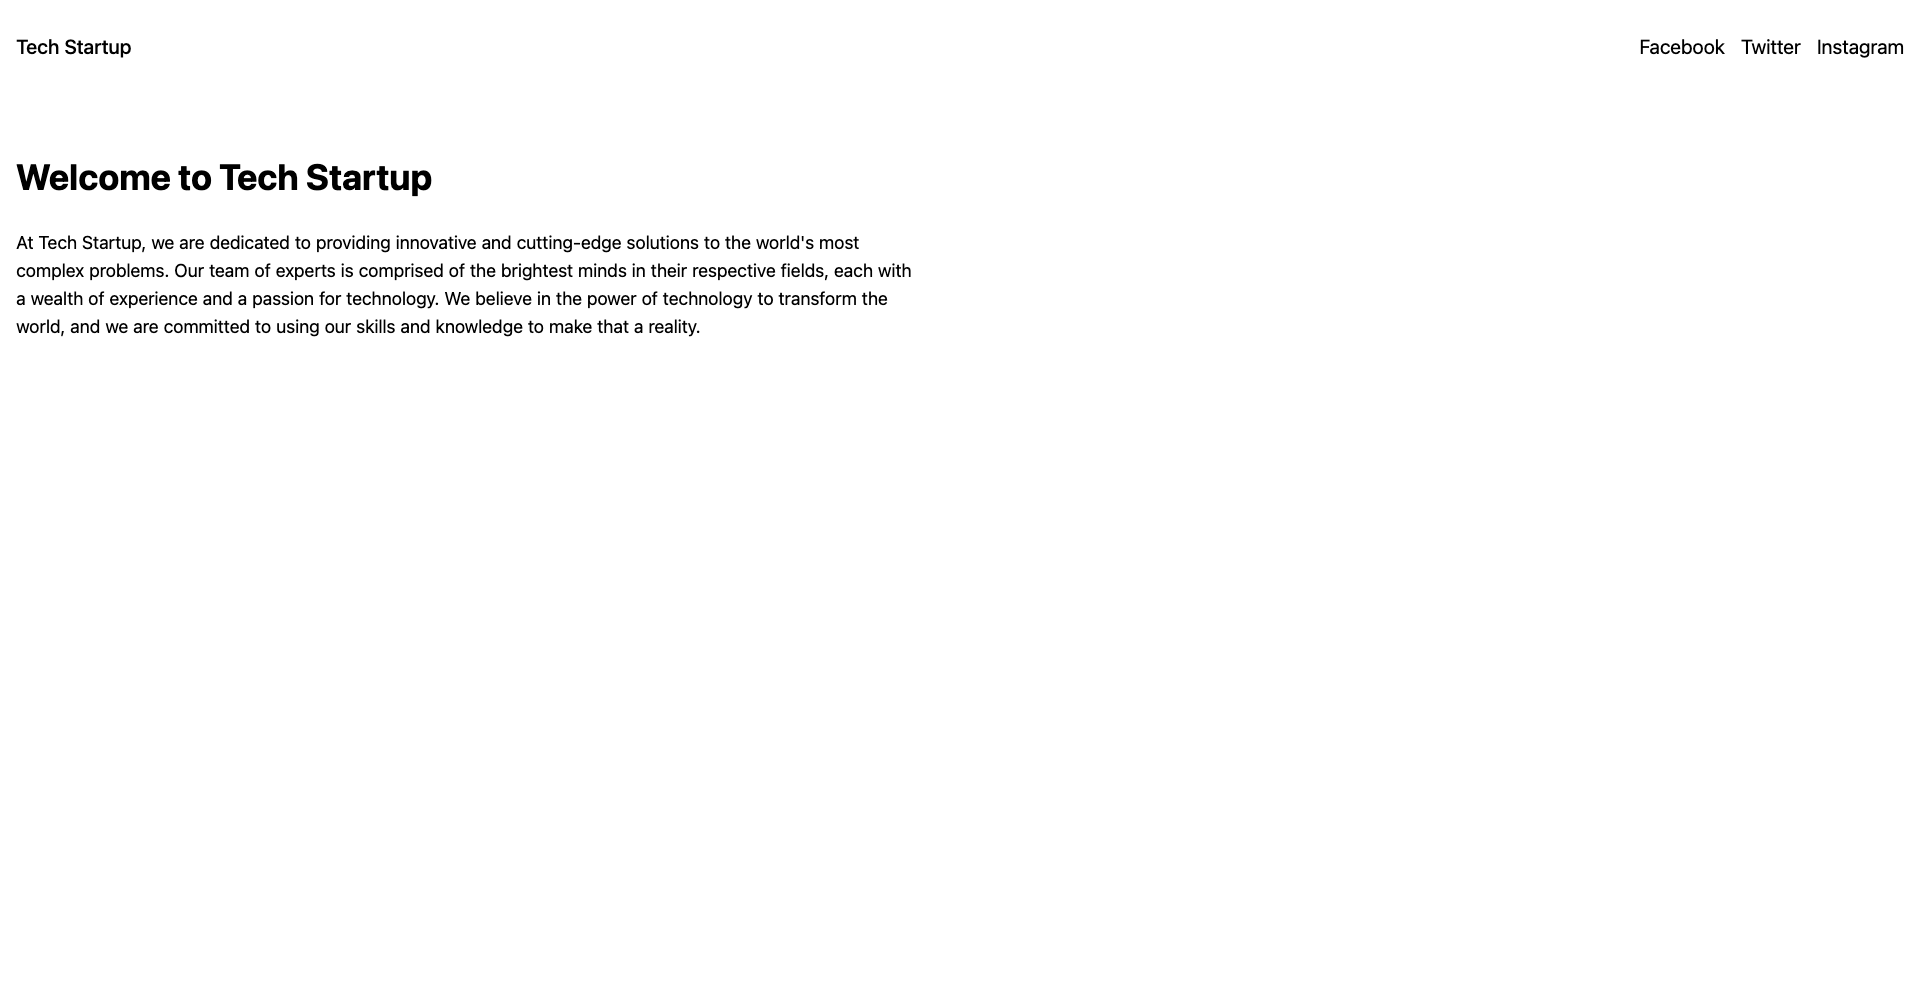 Tech Startup
Facebook Twitter Instagram
Welcome to Tech Startup
At Tech Startup, we are dedicated to providing innovative and cutting-edge solutions to the world's most
complex problems. Our team of experts is comprised of the brightest minds in their respective fields, each with
a wealth of experience and a passion for technology. We believe in the power of technology to transform the
world, and we are committed to using our skills and knowledge to make that a reality.